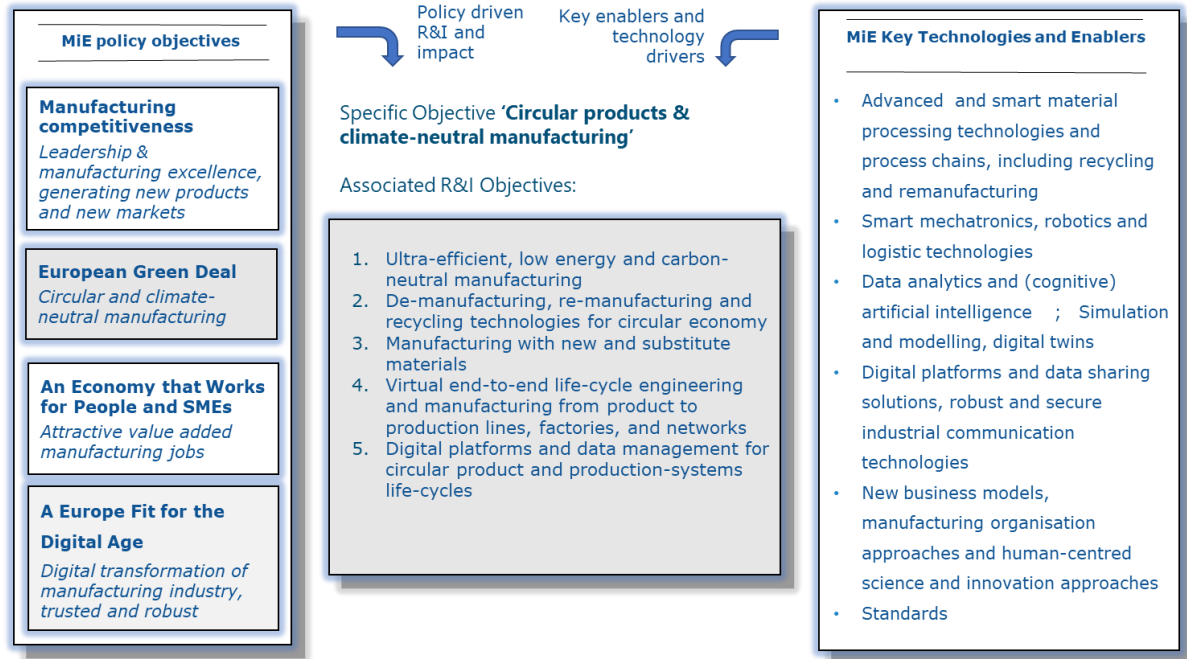 MiE policy objectives
Manufacturing
competitiveness
Leadership &
manufacturing excellence,
generating new products
and new markets
European Green Deal
Circular and climate-
neutral manufacturing
An Economy that Works
for People and SMEs
Attractive value added
manufacturing jobs
A Europe Fit for the
Digital Age
Digital transformation of
manufacturing industry,
trusted and robust
Policy driven
R&I and
impact
Key enablers and
technology
drivers
Specific Objective ‘Circular products &
climate-neutral manufacturing’
Associated R&I Objectives:
1. Ultra-efficient, low energy and carbon-
neutral manufacturing
2. De-manufacturing, re-manufacturing and
recycling technologies for circular economy
3. Manufacturing with new and substitute
materials
4. Virtual end-to-end life-cycle engineering
and manufacturing from product to
production lines, factories, and networks
5. Digital platforms and data management for
circular product and production-systems
life-cycles
MiE Key Technologies and Enablers
• Advanced and smart material
processing technologies and
process chains, including recycling
and remanufacturing
• Smart mechatronics, robotics and
logistic technologies
• Data analytics and (cognitive)
artificial intelligence ; Simulation
and modelling, digital twins
• Digital platforms and data sharing
solutions, robust and secure
industrial communication
technologies
• New business models,
manufacturing organisation
approaches and human-centred
science and innovation approaches
• Standards